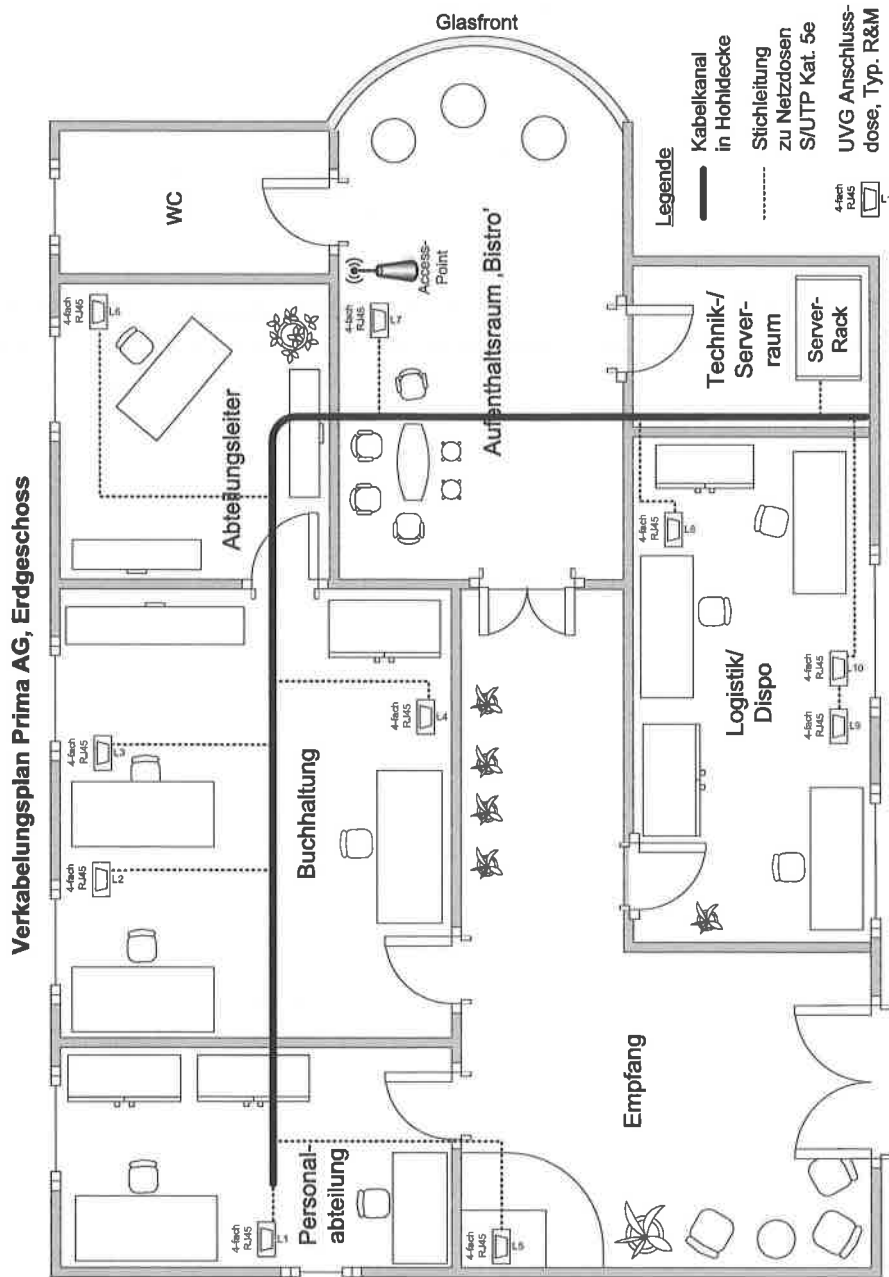 Verkabelungsplan Prima AG, Erdgeschoss
4-fach
RJ45
L1
Personal-
abteilung
4-fach
RJ45
L2
4-fach
RJ45
L3
Buchhaltung
4-fach
RJ45
L4
Abteilungsleiter
4-fach
RJ45
L6
WC
4-fach
RJ45
L5
Empfang
4-fach
RJ45
L7
Access-
Point
Aufenthaltsraum ‚Bistro’
Glasfront
Logistik/
Dispo
4-fach
RJ45
L8
4-fach
RJ45
L9
4-fach
RJ45
L10
Technik-/
Server-
raum
Server-
Rack
Legende
Kabelkanal
in Hohldecke
Stichleitung
zu Netzdosen
S/UTP Kat. 5e
4-fach
RJ45
UVG Anschluss-
dose, Typ. R&M